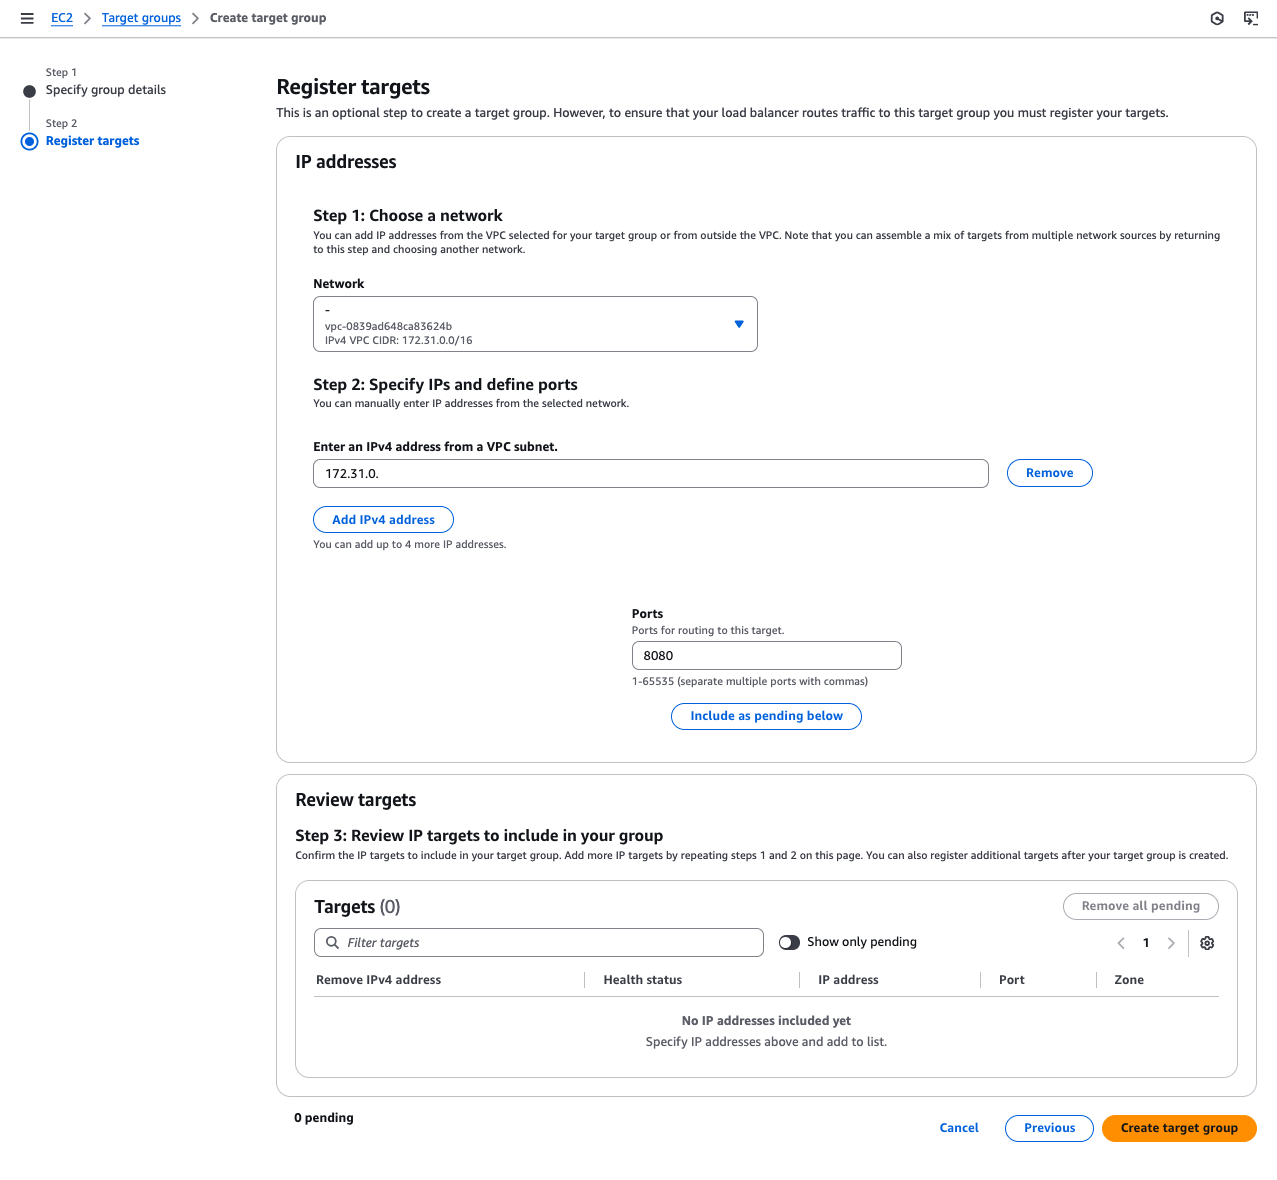 EC2 > Target groups > Create target group
Step 1
Specify group details
Step 2
Register targets
Register targets
This is an optional step to create a target group. However, to ensure that your load balancer routes traffic to this target group you must register your targets.
IP addresses
Step 1: Choose a network
You can add IP addresses from the VPC selected for your target group or from outside the VPC. Note that you can assemble a mix of targets from multiple network sources by returning
to this step and choosing another network.
Network
-
vpc-0839ad648ca83624b
IPv4 VPC CIDR: 172.31.0.0/16
Step 2: Specify IPs and define ports
You can manually enter IP addresses from the selected network.
Enter an IPv4 address from a VPC subnet.
172.31.0. Remove
Add IPv4 address
You can add up to 4 more IP addresses.
Ports
Ports for routing to this target.
8080
1-65535 (separate multiple ports with commas)
Include as pending below
Review targets
Step 3: Review IP targets to include in your group
Confirm the IP targets to include in your target group. Add more IP targets by repeating steps 1 and 2 on this page. You can also register additional targets after your target group is created.
Targets (0) Remove all pending
Filter targets Show only pending 1
Remove IPv4 address Health status IP address Port Zone
No IP addresses included yet
Specify IP addresses above and add to list.
0 pending
Cancel Previous Create target group